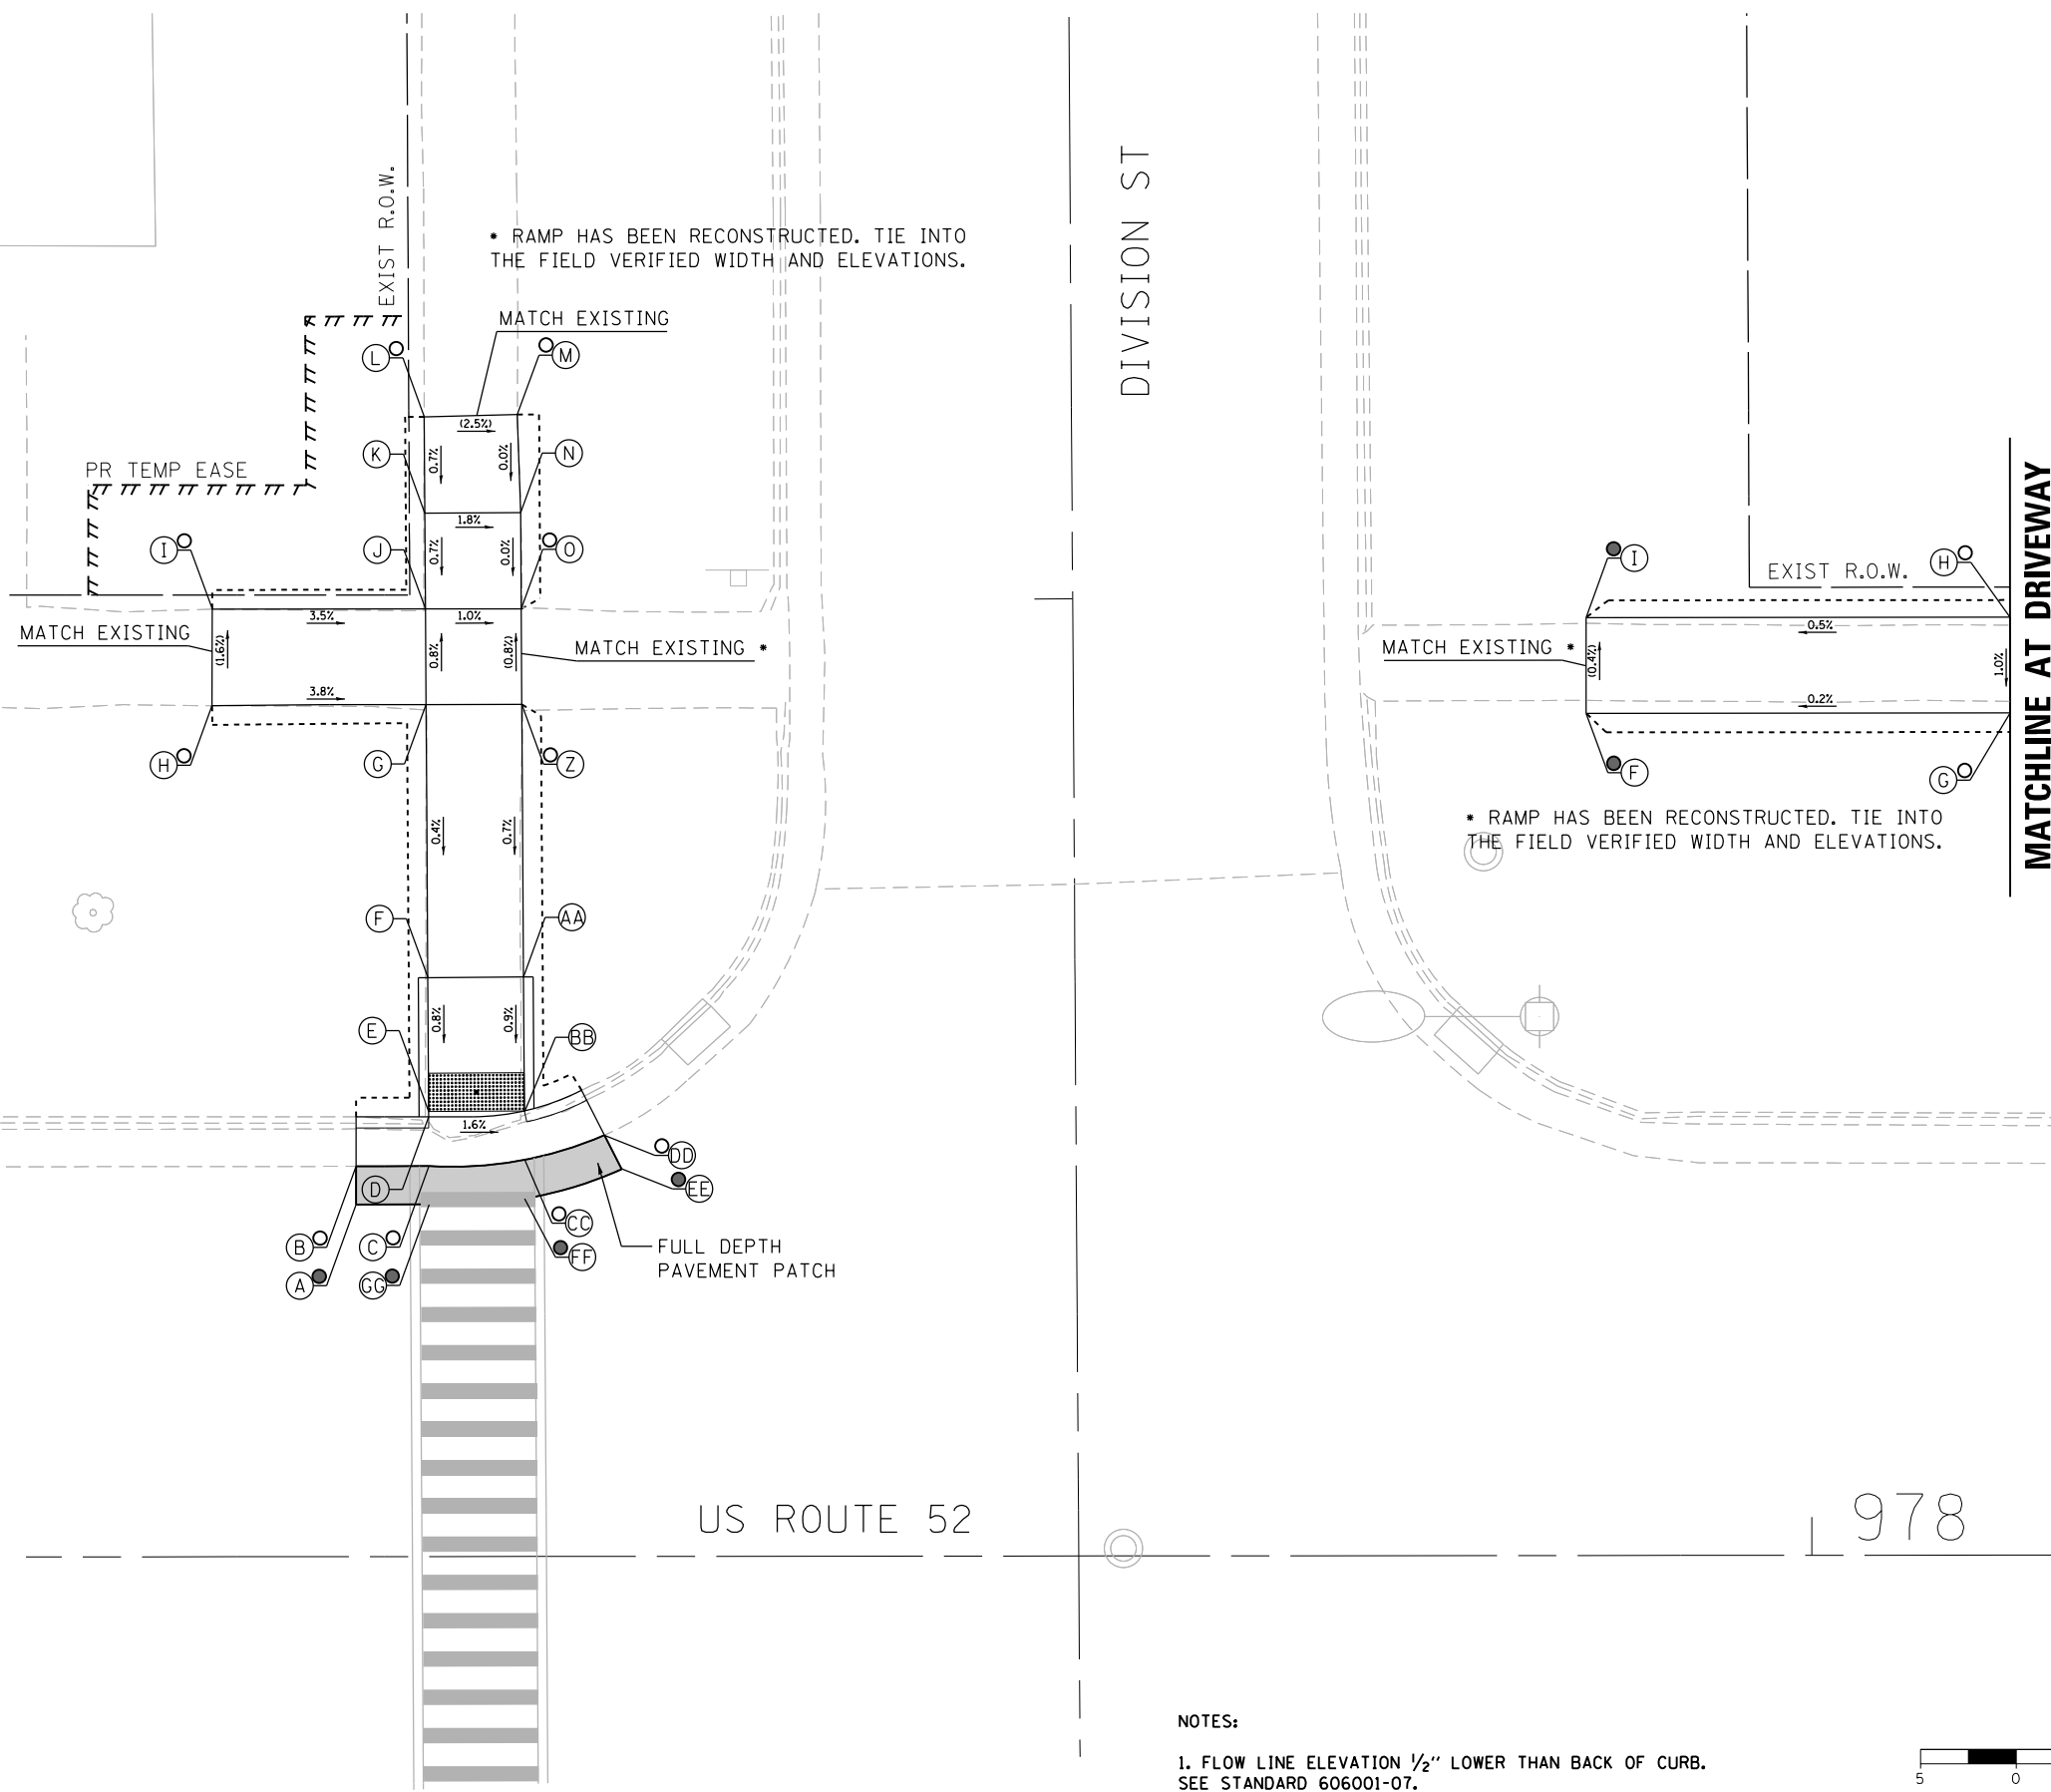 EXIST R.O.W.
DIVISION ST
* RAMP HAS BEEN RECONSTRUCTED. TIE INTO
THE FIELD VERIFIED WIDTH AND ELEVATIONS.
MATCH EXISTING
L
M
(2.5%)
K
N
0.7%
0.0%
PR TEMP EASE
1.8%
I
J
O
0.7%
0.0%
MATCH EXISTING
3.5%
1.0%
(1.6%)
0.8%
(0.8%)
MATCH EXISTING *
3.8%
H
G
Z
0.4%
0.7%
F
AA
E
0.8%
0.9%
BB
1.6%
D
DD
EE
B
C
CC
A
GG
FF
FULL DEPTH
PAVEMENT PATCH
I
EXIST R.O.W.
H
MATCH EXISTING *
0.5%
(0.4%)
1.0%
0.2%
F
G
MATCHLINE AT DRIVEWAY
* RAMP HAS BEEN RECONSTRUCTED. TIE INTO
THE FIELD VERIFIED WIDTH AND ELEVATIONS.
US ROUTE 52
978
NOTES:
1. FLOW LINE ELEVATION 1/2" LOWER THAN BACK OF CURB.
SEE STANDARD 606001-07.
5 0